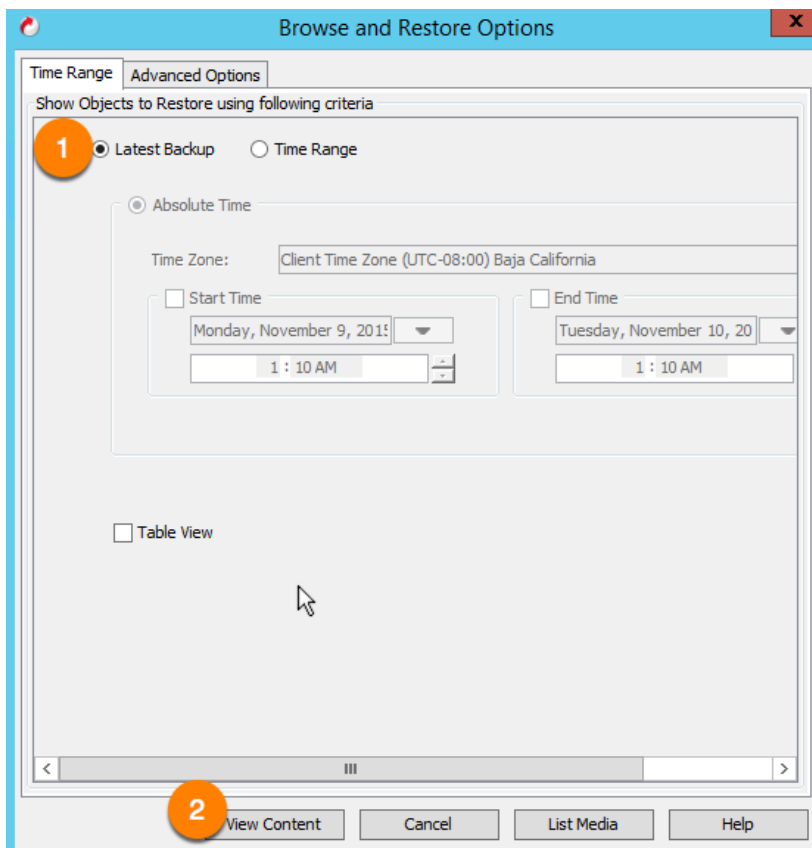 Browse and Restore Options
x
Time Range Advanced Options
Show Objects to Restore using following criteria
1 Latest Backup Time Range
Absolute Time
Time Zone: Client Time Zone (UTC-08:00) Baja California
Start Time End Time
Monday, November 9, 201 Tuesday, November 10, 20
1 : 10 AM 1 : 10 AM
Table View
2 View Content Cancel List Media Help